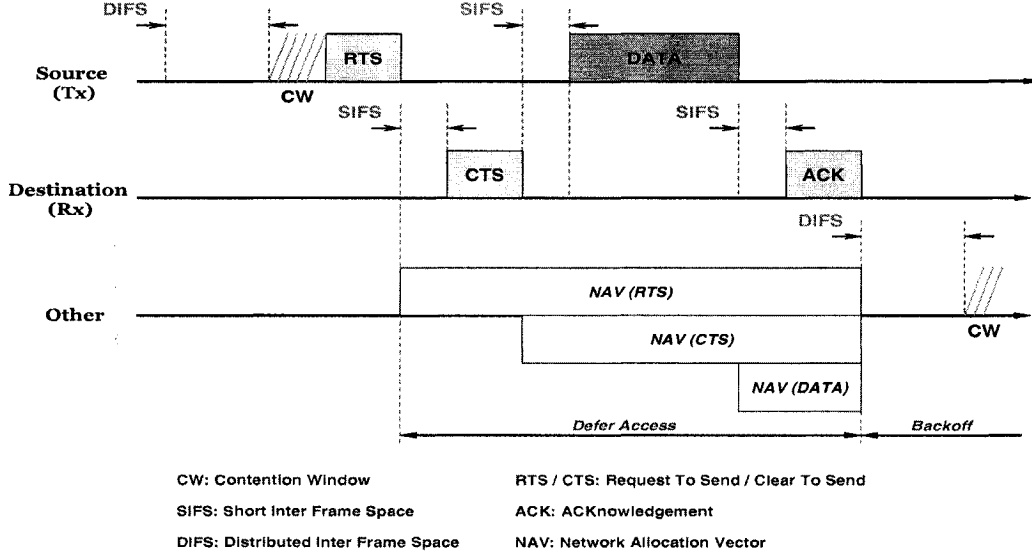 DIFS
SIFS
RTS
DATA
Source
(Tx)
CW
SIFS
SIFS
CTS
ACK
Destination
(Rx)
DIFS
NAV (RTS)
Other
NAV (CTS)
CW
NAV (DATA)
Defer Access
Backoff
CW: Contention Window
RTS / CTS: Request To Send / Clear To Send
SIFS: Short Inter Frame Space
ACK: ACKnowledgement
DIFS: Distributed Inter Frame Space
NAV: Network Allocation Vector